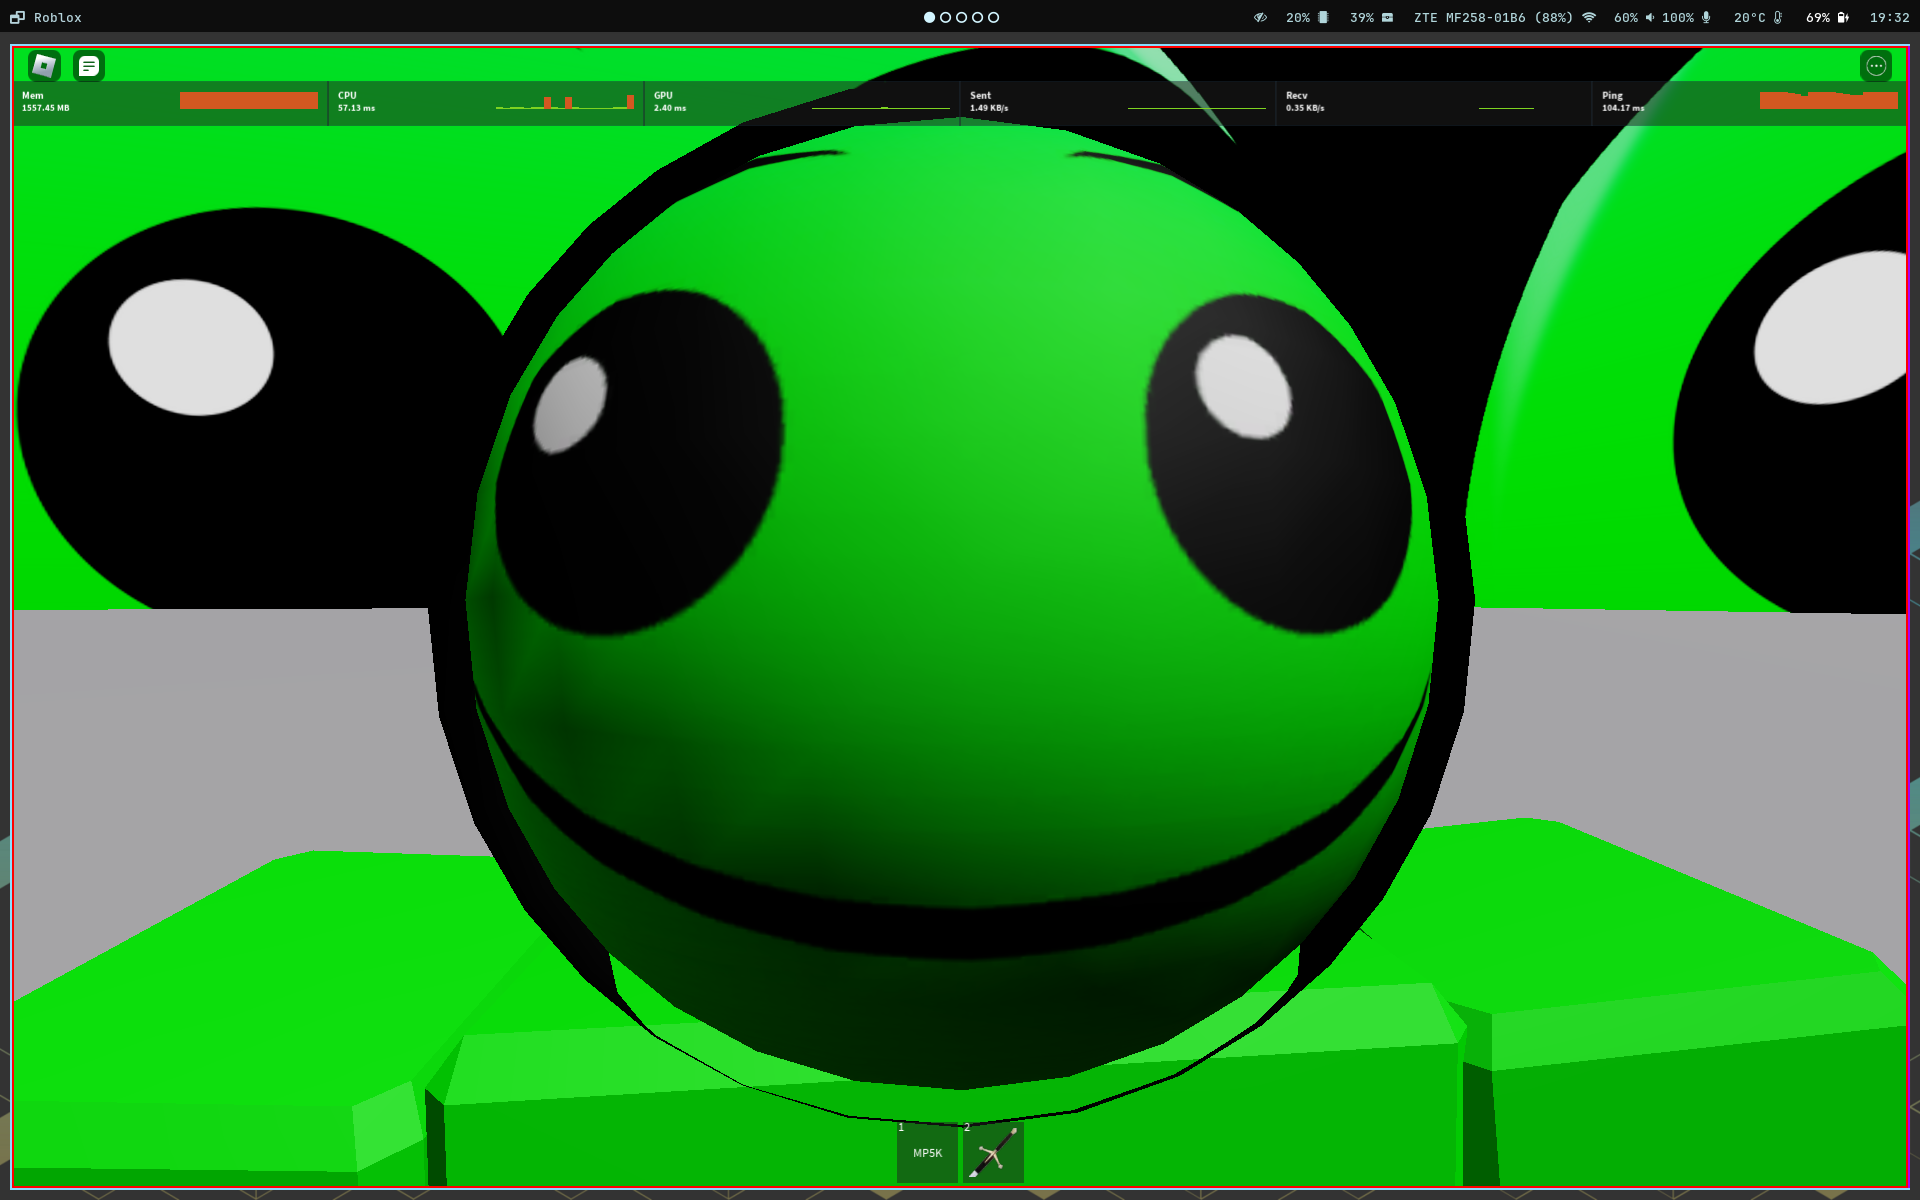 Roblox
20%
39%
ZTE MF258-01B6 (88%)
60%
100%
20°C
69%
19:32
Mem
1557.45 MB
CPU
57.13 ms
GPU
2.40 ms
Sent
1.49 KB/s
Recv
0.35 KB/s
Ping
104.17 ms
1
MP5K
2